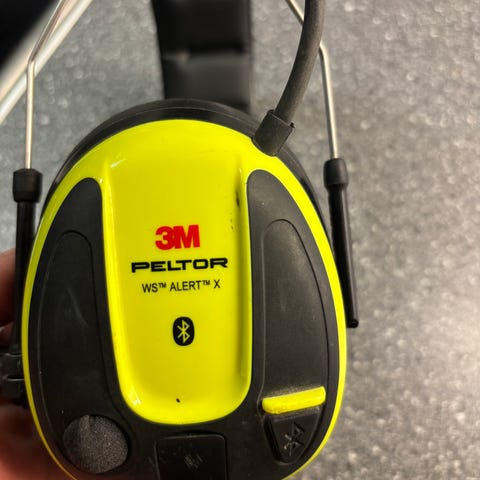 3M
PELTOR
WS™ ALERT™ X